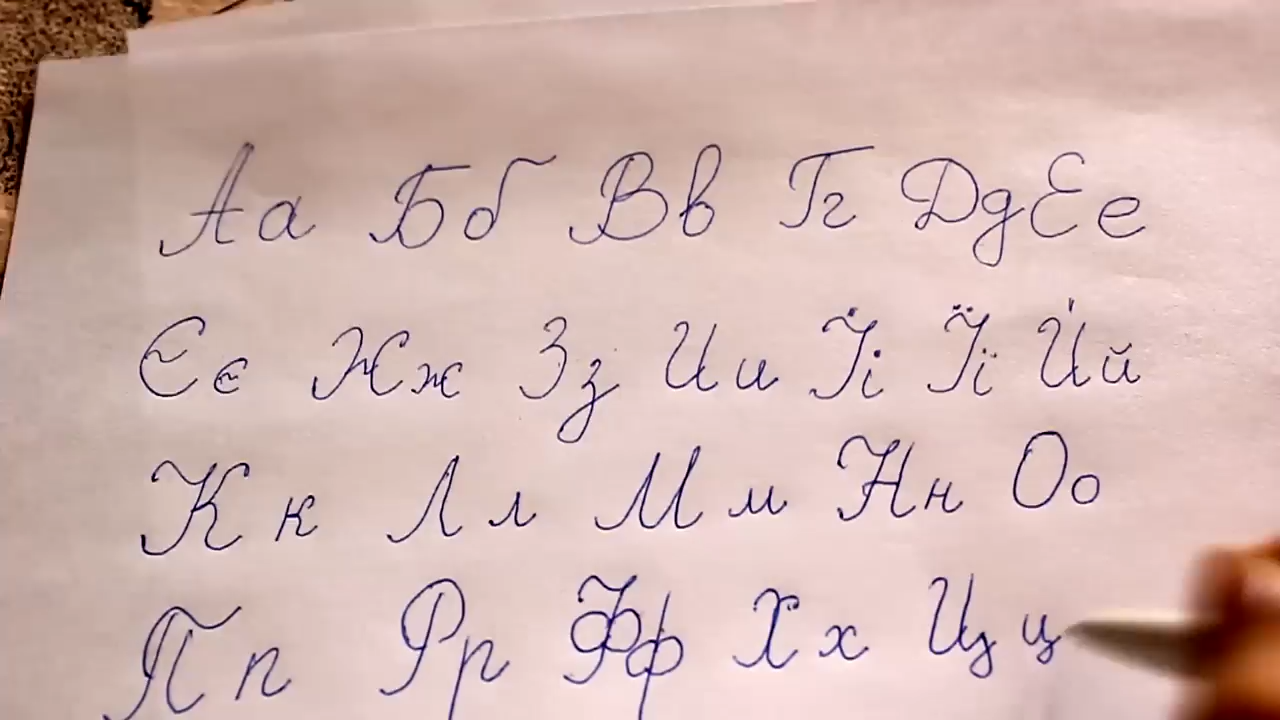 Аа Бб Вв Гг Дд Ее
Єє Жж Зз Ии Іі Її Йй
Кк Лл Мм Нн Оо
Пп Рр Фф Хх Цц